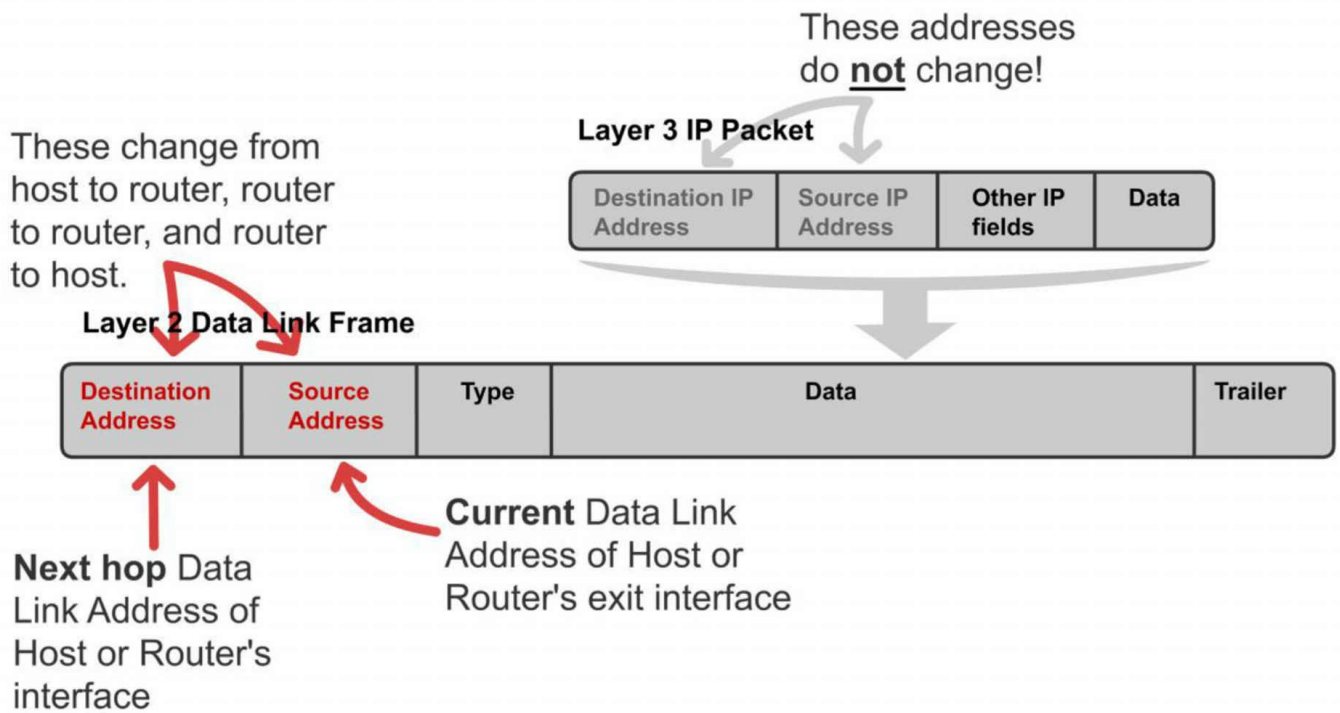 These addresses
do not change!
Layer 3 IP Packet
Destination IP
Address
Source IP
Address
Other IP
fields
Data
These change from
host to router, router
to router, and router
to host.
Layer 2 Data Link Frame
Destination
Address
Source
Address
Type
Data
Trailer
Next hop Data
Link Address of
Host or Router's
interface
Current Data Link
Address of Host or
Router's exit interface